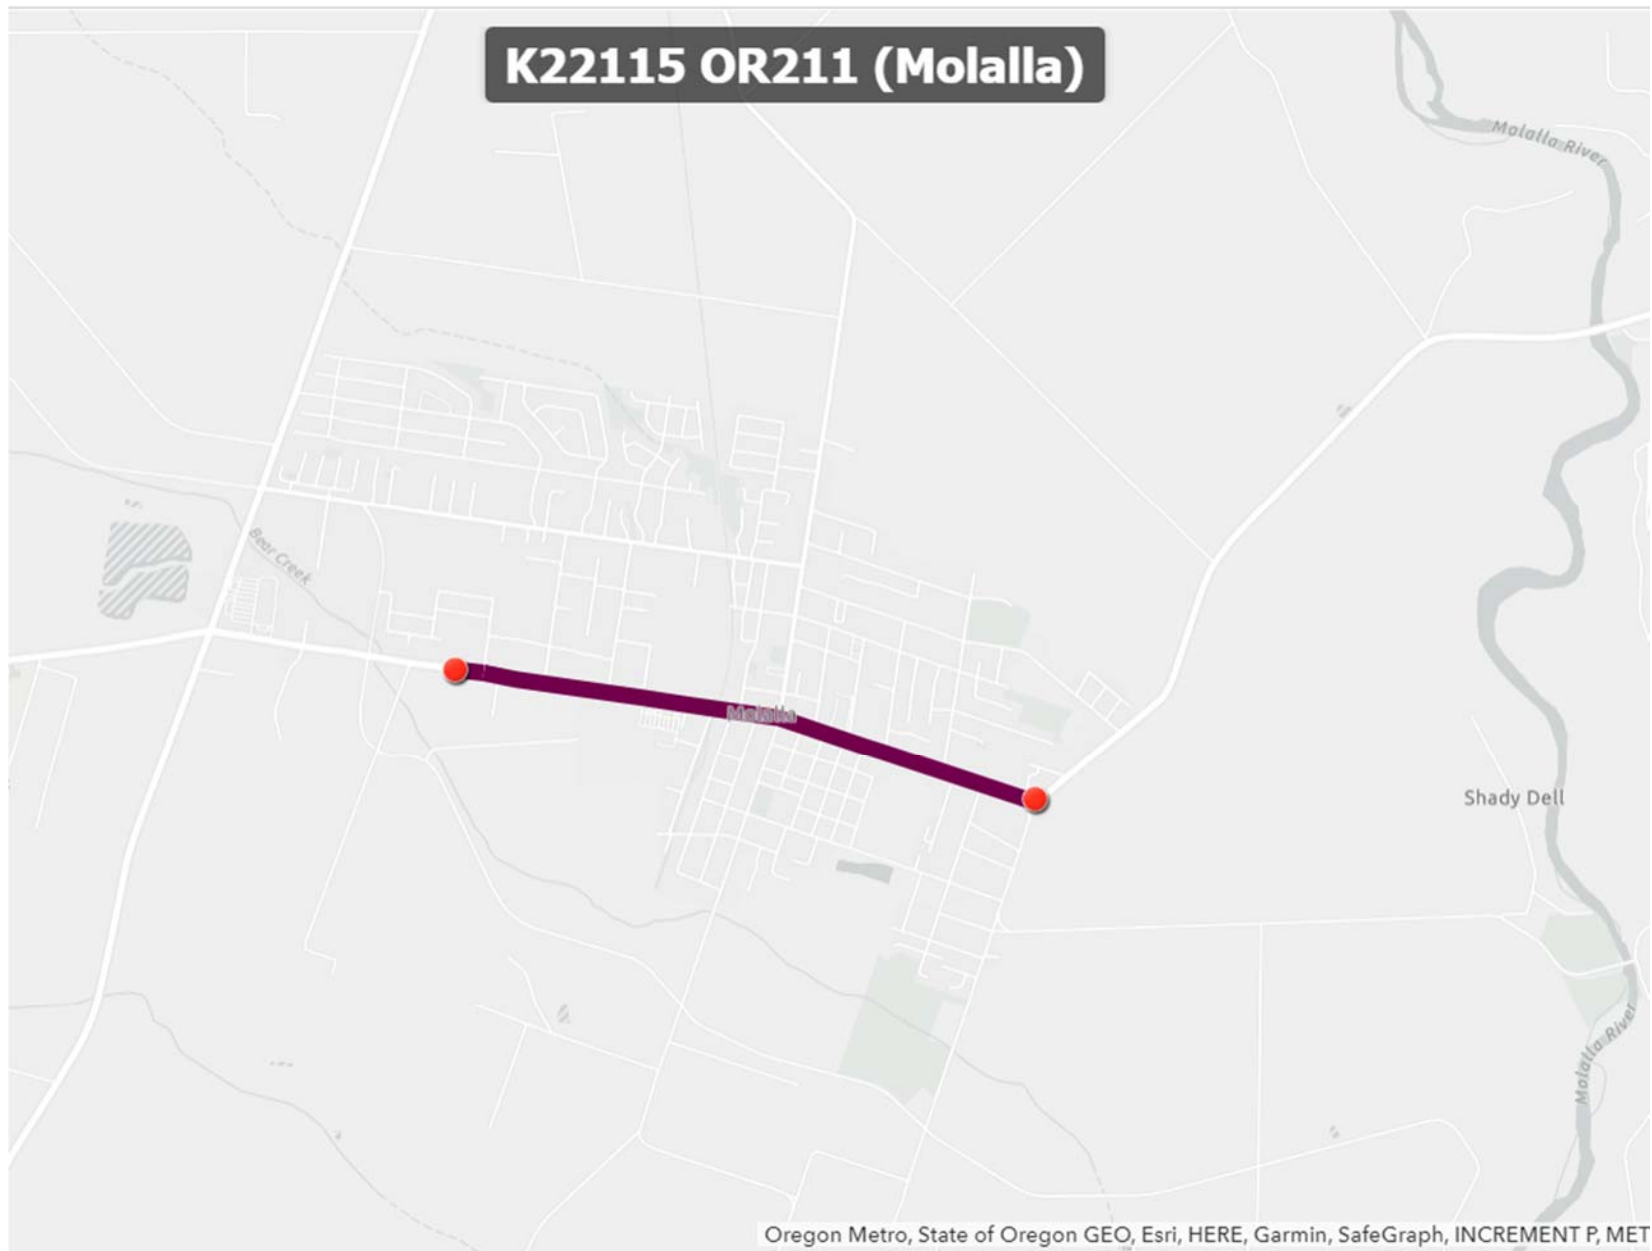 K22115 OR211 (Molalla)
Molalla River
Bear Creek
Molalla
Shady Dell
Molalla River
Oregon Metro, State of Oregon GEO, Esri, HERE, Garmin, SafeGraph, INCREMENT P, MET